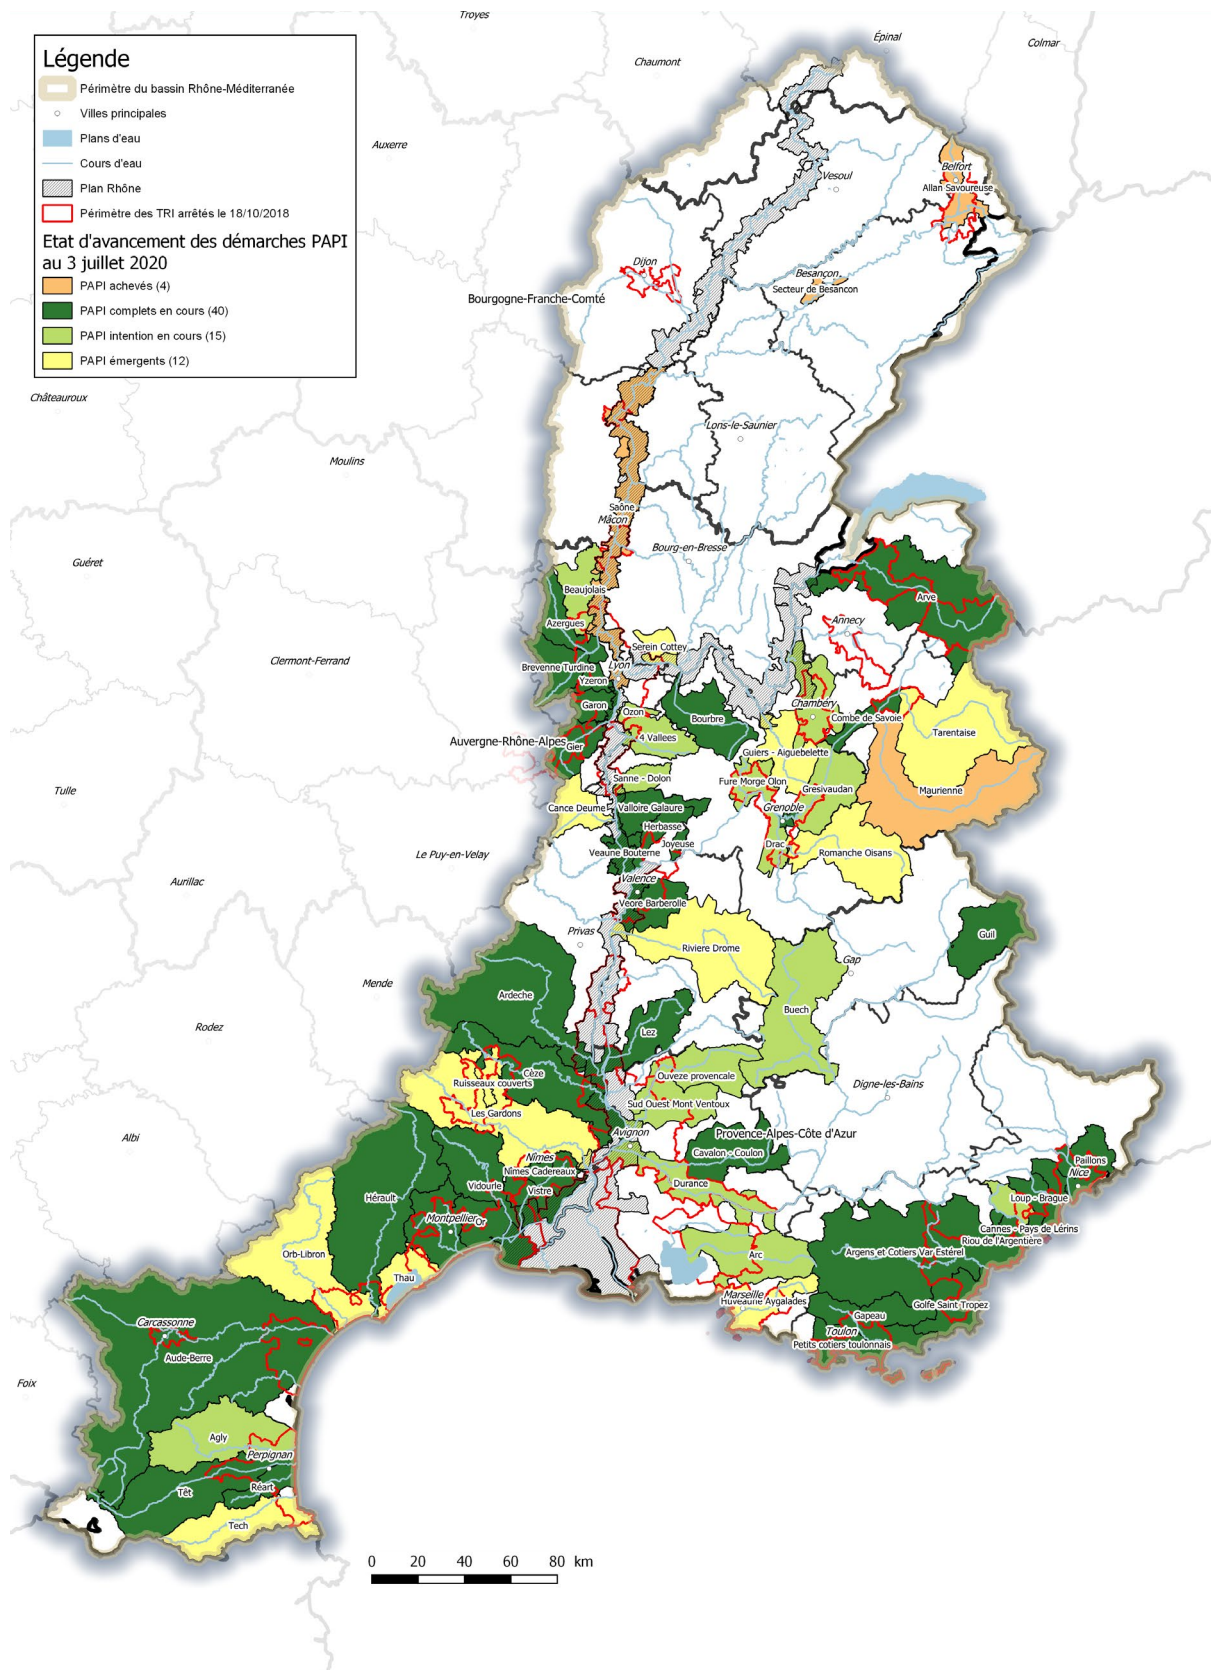 Troyes
Épinal
Colmar
Chaumont
Légende
Périmètre du bassin Rhône-Méditerranée
Villes principales
Plans d'eau
Cours d'eau
Plan Rhône
Périmètre des TRI arrêtés le 18/10/2018
Etat d'avancement des démarches PAPI
au 3 juillet 2020
PAPI achevés (4)
PAPI complets en cours (40)
PAPI intention en cours (15)
PAPI émergents (12)
Auxerre
Vesoul
Belfort
Allan Savoureuse
Dijon
Besançon
Secteur de Besancon
Bourgogne-Franche-Comté
Châteauroux
Lons-le-Saunier
Moulins
Saône
Mâcon
Bourg-en-Bresse
Guéret
Beaujolais
Arve
Azergues
Annecy
Serein Cottey
Clermont-Ferrand
Brevenne Turdine
Lyon
Yzeron
Garon
Chambéry
Ozon
Bourbre
Combe de Savoie
Tarentaise
Auvergne-Rhône-Alpes
4 Vallees
Gier
Guiers - Aiguebelette
Sanne - Dolon
Fure Morge Olon
Gresivaudan
Maurienne
Tulle
Cance Deume
Valloire Galaure
Grenoble
Herbasse
Joyeuse
Drac
Le Puy-en-Velay
Veaune Bouterne
Romanche Oisans
Aurillac
Valence
Veore Barberolle
Privas
Riviere Drome
Guil
Gap
Mende
Ardeche
Buech
Rodez
Lez
Cèze
Ouveze provencale
Ruisseaux couverts
Digne-les-Bains
Les Gardons
Sud Ouest Mont Ventoux
Albi
Avignon
Provence-Alpes-Côte d'Azur
Nîmes
Cavalon - Coulon
Paillons
Nîmes Cadereaux
Nice
Vidourle
Durance
Hérault
Vistre
Loup - Brague
Montpellier
Or
Cannes - Pays de Lérins
Riou de l'Argentière
Orb-Libron
Arc
Argens et Cotiers Var Estérel
Thau
Marseille
Huveaune Aygalades
Golfe Saint Tropez
Carcassonne
Gapeau
Toulon
Petits cotiers toulonnais
Aude-Berre
Foix
Agly
Perpignan
Réart
Têt
Tech
0 20 40 60 80 km